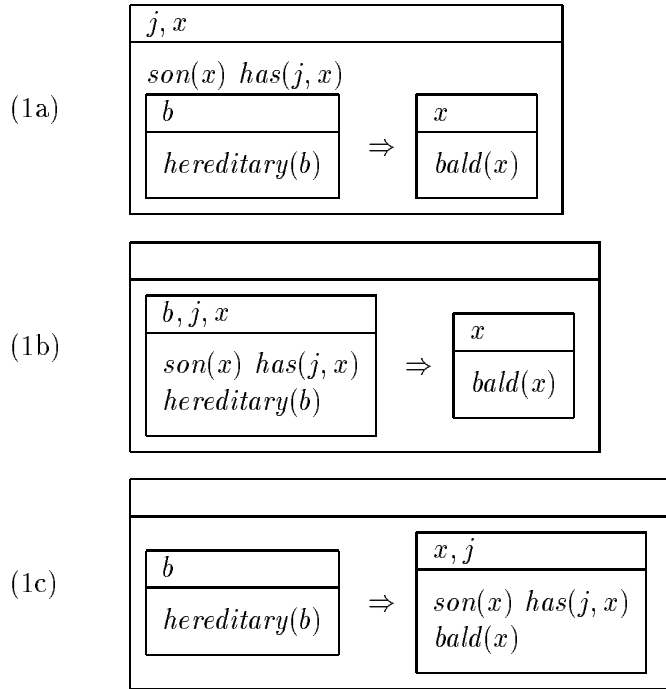 j, x
son(x) has(j, x)
(1a)
b
hereditary(b)
⇒
x
bald(x)
(1b)
b, j, x
son(x) has(j, x)
hereditary(b)
⇒
x
bald(x)
(1c)
b
hereditary(b)
⇒
x, j
son(x) has(j, x)
bald(x)